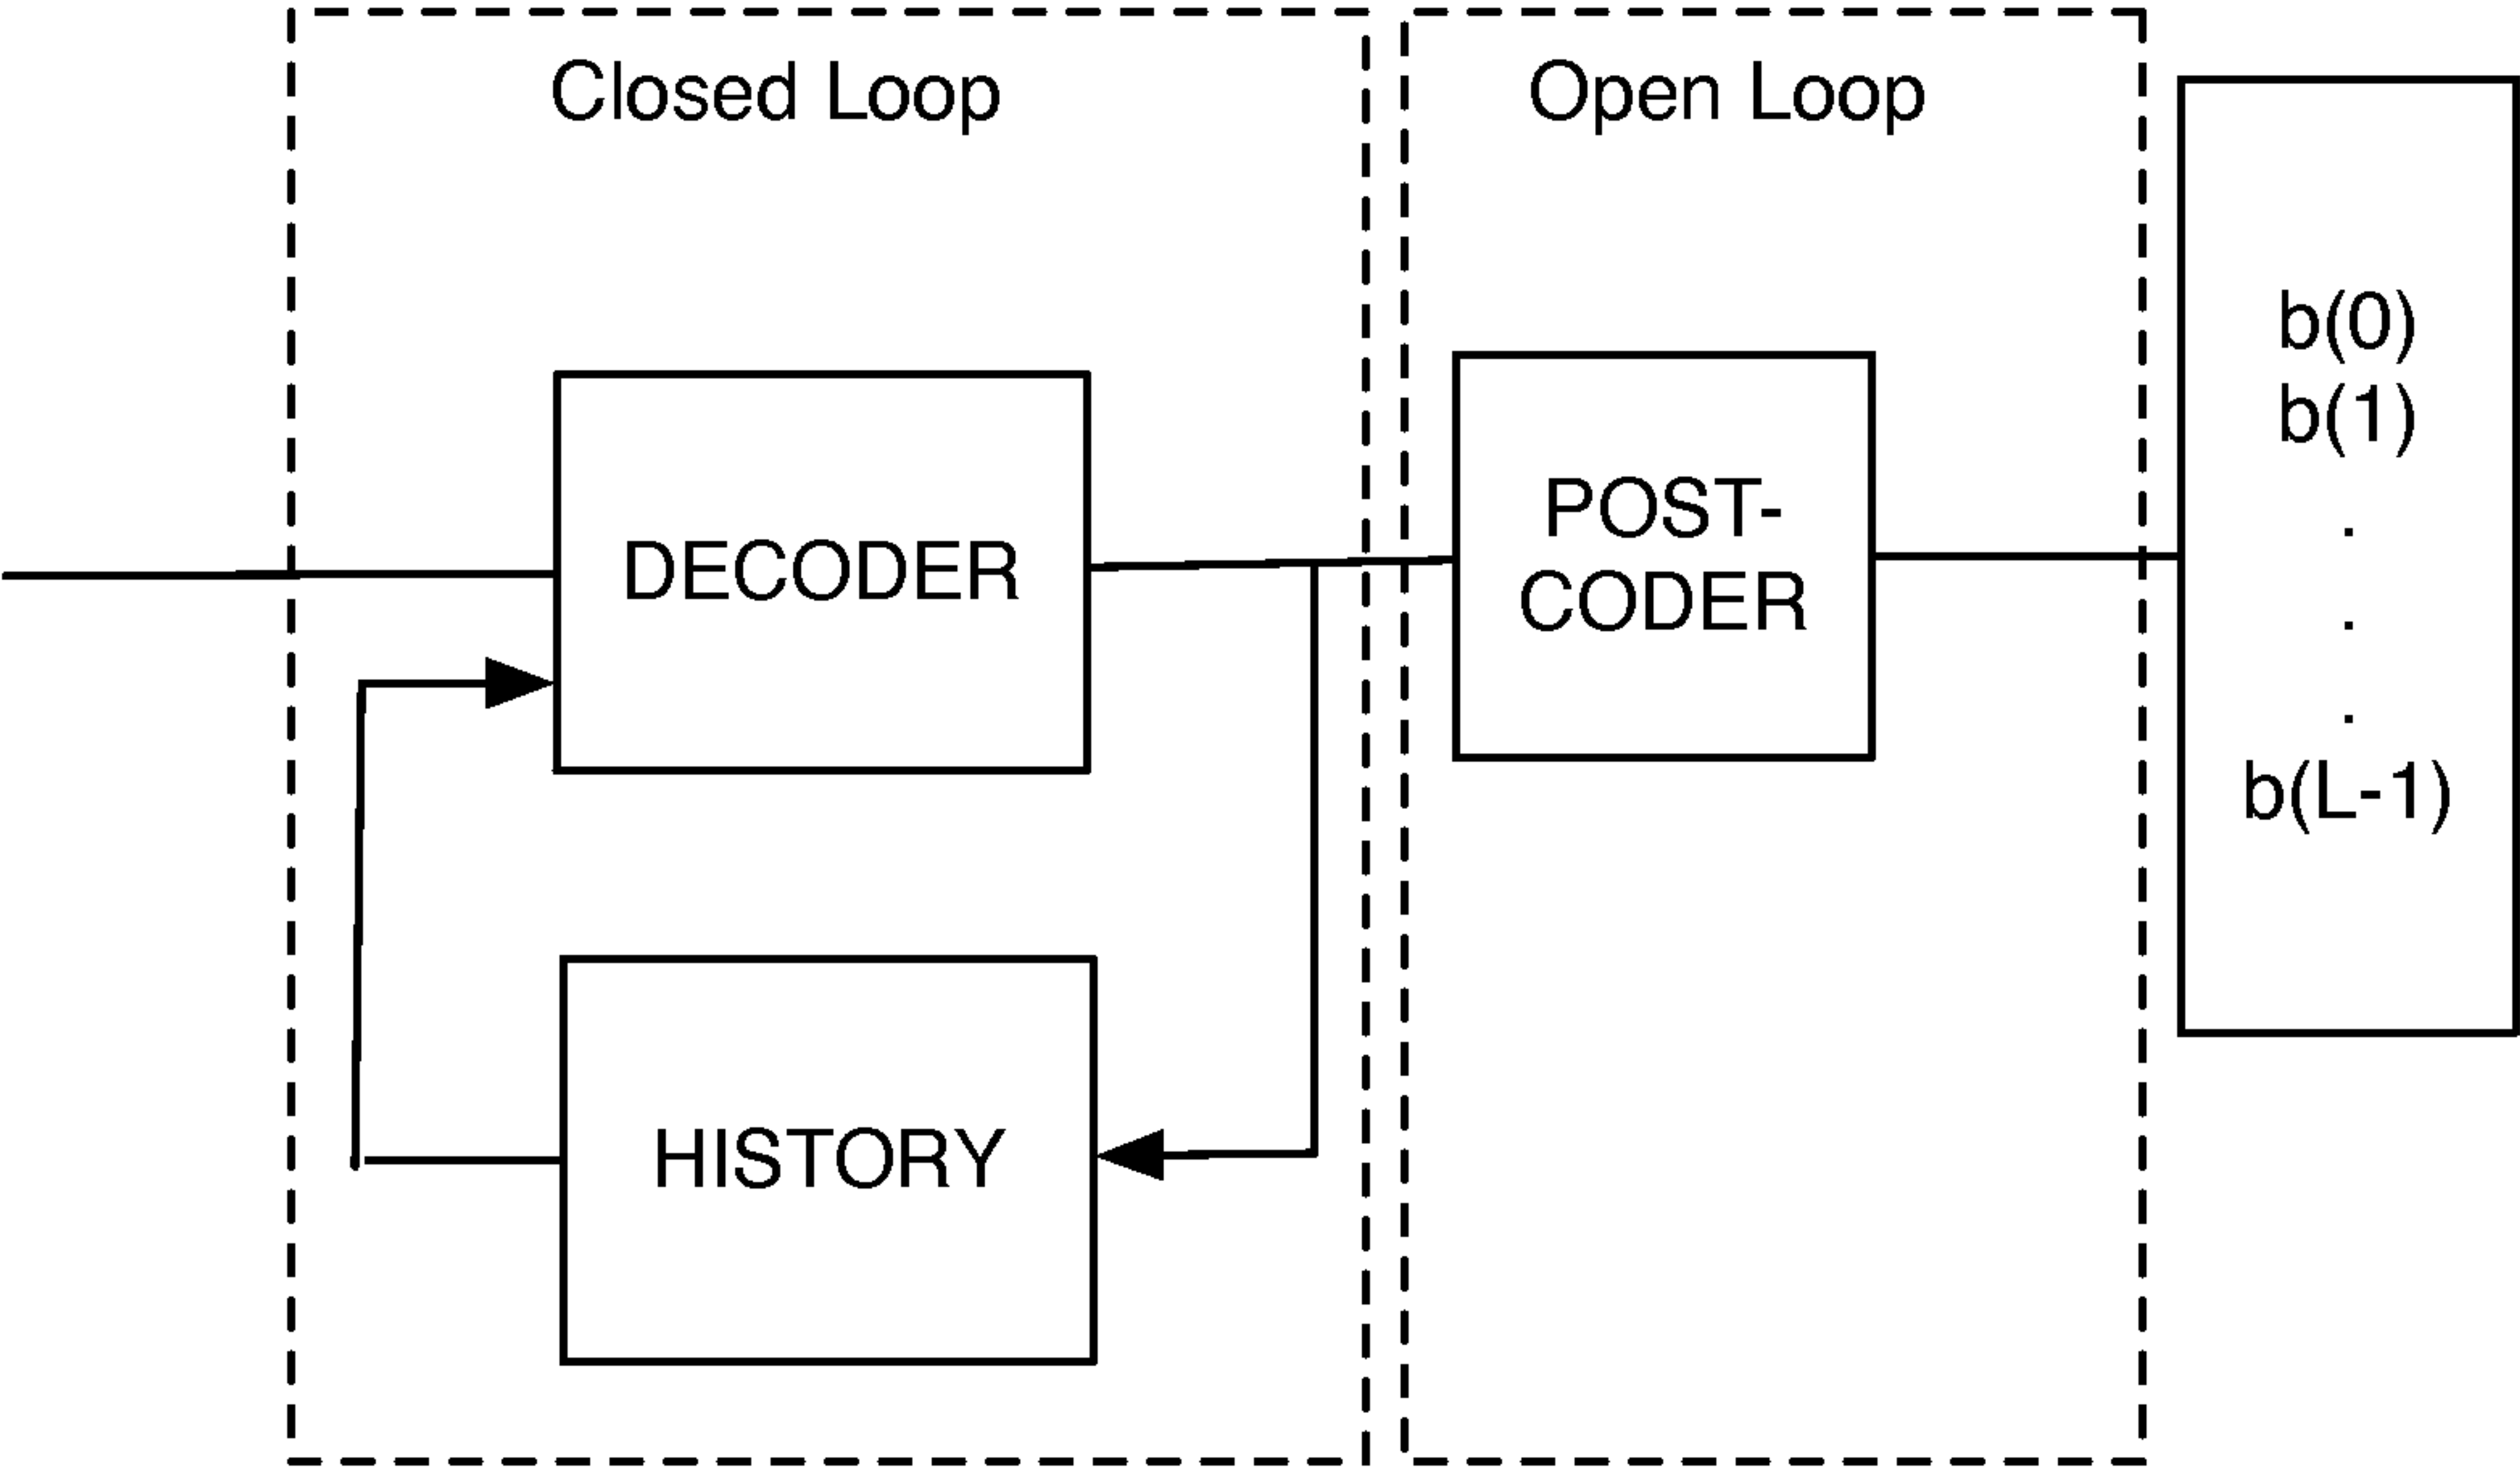 Closed Loop
Open Loop
DECODER
HISTORY
POST-
CODER
b(0)
b(1)
.
.
.
b(L-1)